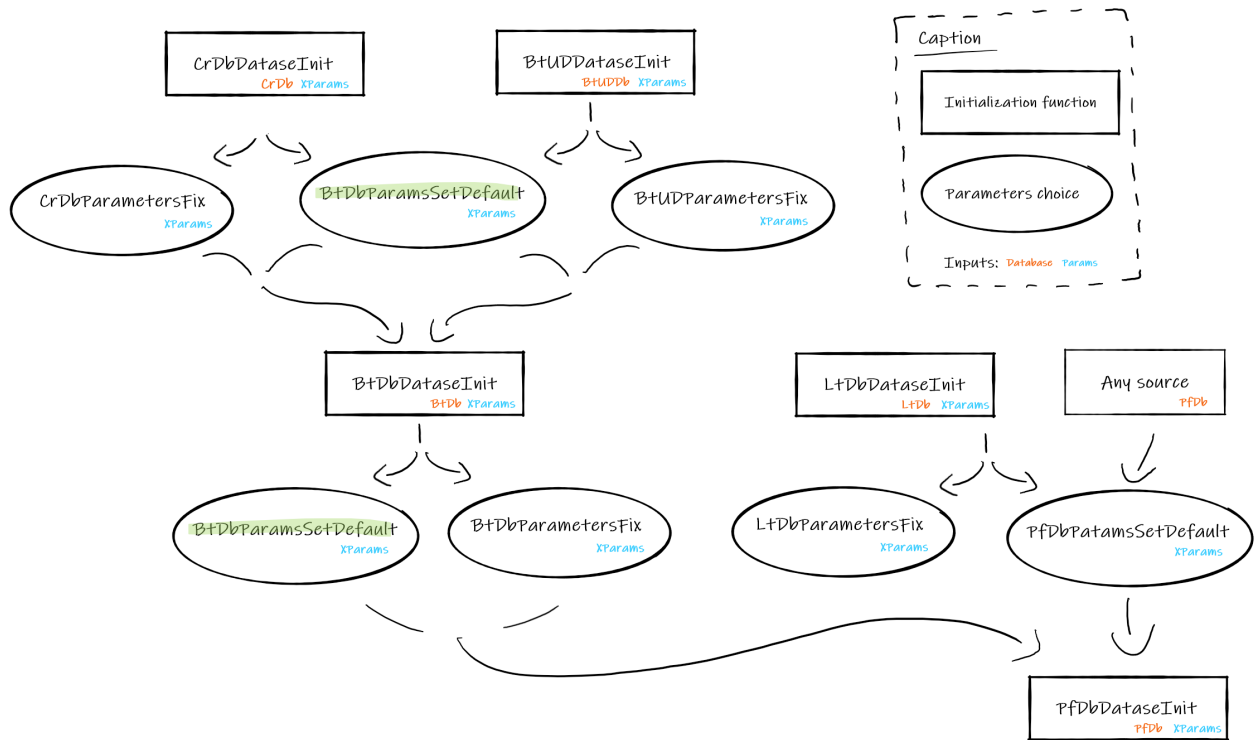 Caption
CrDbDataseInit
CrDb XParams
BtUDDataseInit
BtUDDb XParams
Initialization function
CrDbParametersFix
XParams
BtDbParamsSetDefault
XParams
BtUDParametersFix
XParams
Parameters choice
Inputs: Database Params
BtDbDataseInit
BtDb XParams
LtDbDataseInit
LtDb XParams
Any source
PfDb
BtDbParamsSetDefault
XParams
BtDbParametersFix
XParams
LtDbParametersFix
XParams
PfDbPatamsSetDefault
XParams
PfDbDataseInit
PfDb XParams